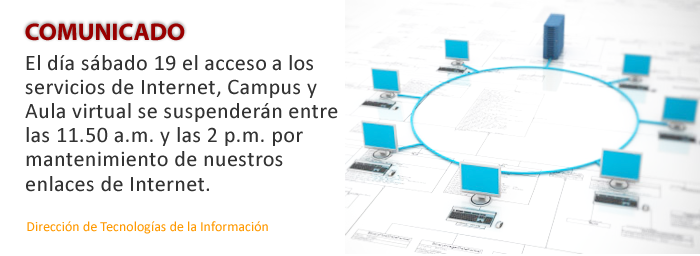 COMUNICADO
El día sábado 19 el acceso a los
servicios de Internet, Campus y
Aula virtual se suspenderán entre
las 11.50 a.m. y las 2 p.m. por
mantenimiento de nuestros
enlaces de Internet.
Dirección de Tecnologías de la Información